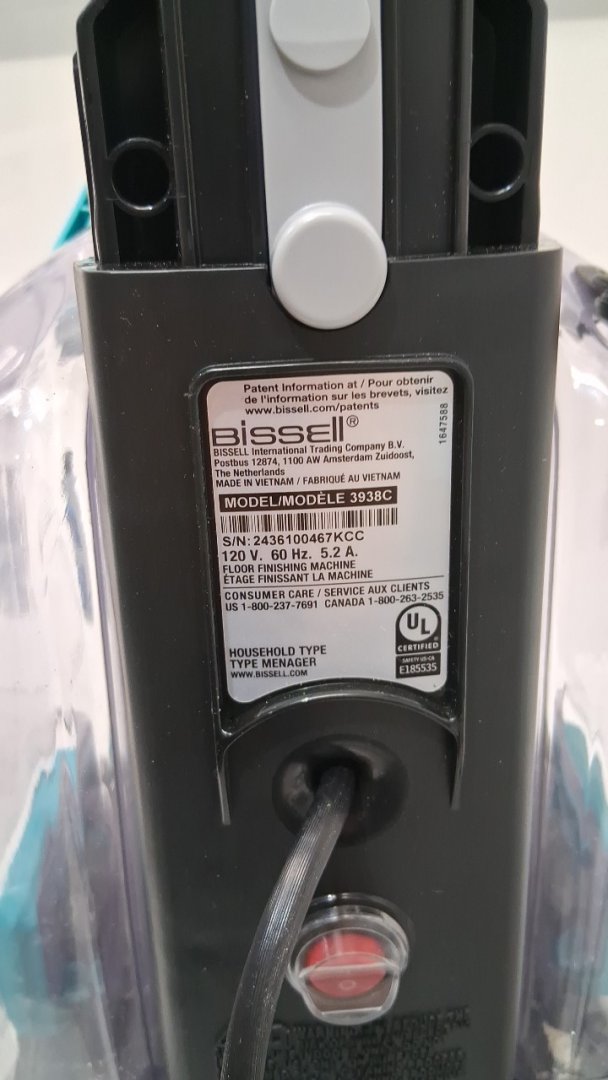 Patent Information at / Pour obtenir
de l'information sur les brevets, visitez
www.bissell.com/patents
1647588
BISSELL®
BISSELL International Trading Company B.V.
Postbus 12874, 1100 AW Amsterdam Zuidoost,
The Netherlands
MADE IN VIETNAM / FABRIQUÉ AU VIETNAM
MODEL/MODÈLE 3938C
S/N: 2436100467KCC
120 V. 60 Hz. 5.2 A.
FLOOR FINISHING MACHINE
ÉTAGE FINISSANT LA MACHINE
CONSUMER CARE / SERVICE AUX CLIENTS
US 1-800-237-7691 CANADA 1-800-263-2535
UL
CERTIFIED
SAFETY US-CA
E185535
HOUSEHOLD TYPE
TYPE MENAGER
WWW.BISSELL.COM